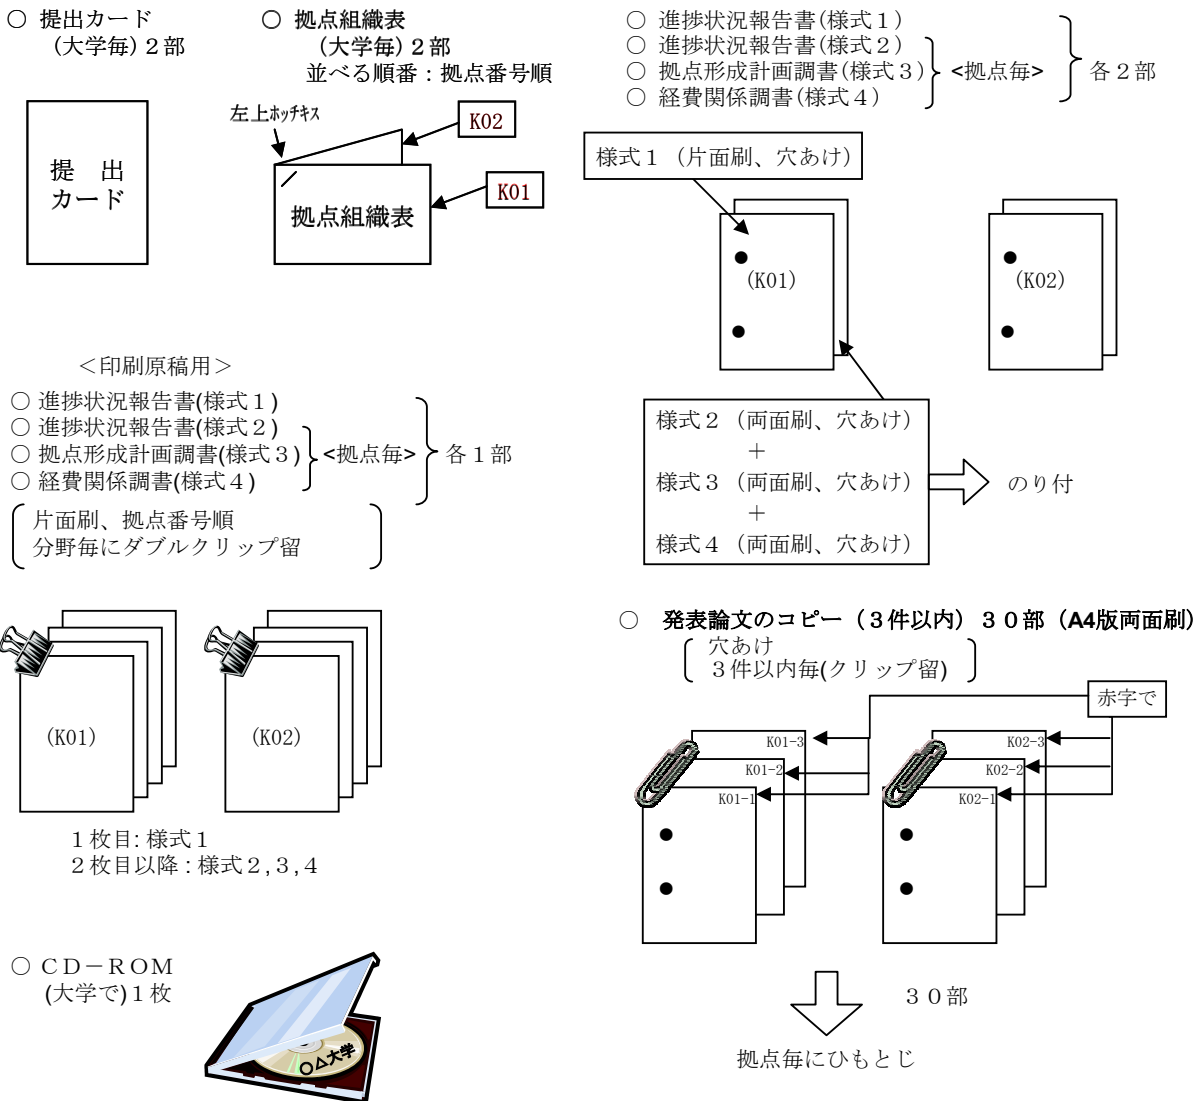 ○ 提出カード
(大学毎)２部
提　出
カード
○ 拠点組織表
(大学毎)２部
並べる順番：拠点番号順
左上ﾎｯﾁｷｽ
K02
K01
拠点組織表
○ 進捗状況報告書(様式１)
○ 進捗状況報告書(様式２)
○ 拠点形成計画調書(様式３)
○ 経費関係調書(様式４)
<拠点毎>
各２部
様式１（片面刷、穴あけ）
(K01)
(K02)
様式２（両面刷、穴あけ）
＋
様式３（両面刷、穴あけ）
＋
様式４（両面刷、穴あけ）
のり付
＜印刷原稿用＞
○ 進捗状況報告書(様式１)
○ 進捗状況報告書(様式２)
○ 拠点形成計画調書(様式３)
○ 経費関係調書(様式４)
<拠点毎>
各１部
片面刷、拠点番号順
分野毎にダブルクリップ留
(K01)
(K02)
１枚目:様式１
２枚目以降:様式２,３,４
○ 発表論文のコピー（３件以内）３０部（A4版両面刷）
穴あけ
３件以内毎(クリップ留)
赤字で
K01-3
K01-2
K01-1
K02-3
K02-2
K02-1
３０部
拠点毎にひもとじ
○ ＣＤ－ＲＯＭ
(大学で)１枚
○△大学